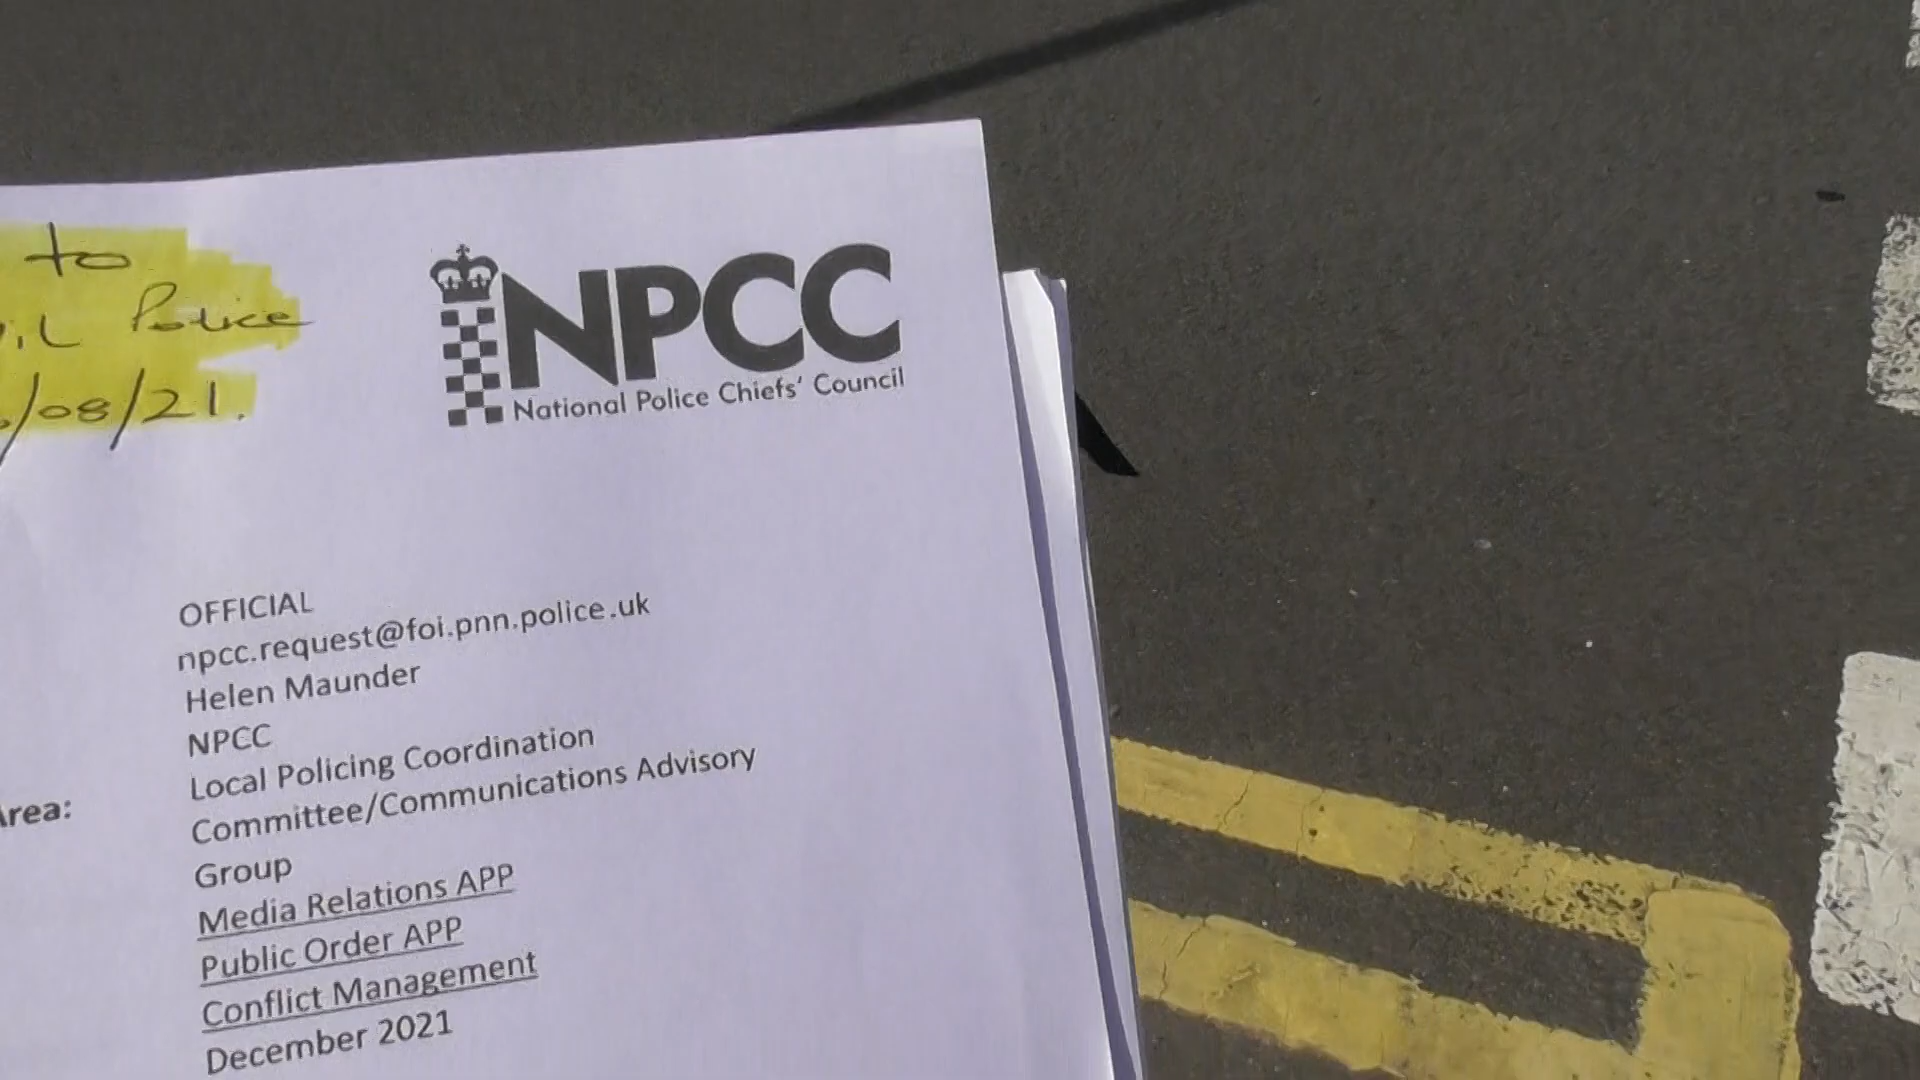 to
Police
/08/21.
NPCC
National Police Chiefs' Council
OFFICIAL
npcc.request@foi.pnn.police.uk
Helen Maunder
NPCC
Local Policing Coordination
Committee/Communications Advisory
Area:
Group
Media Relations APP
Public Order APP
Conflict Management
December 2021